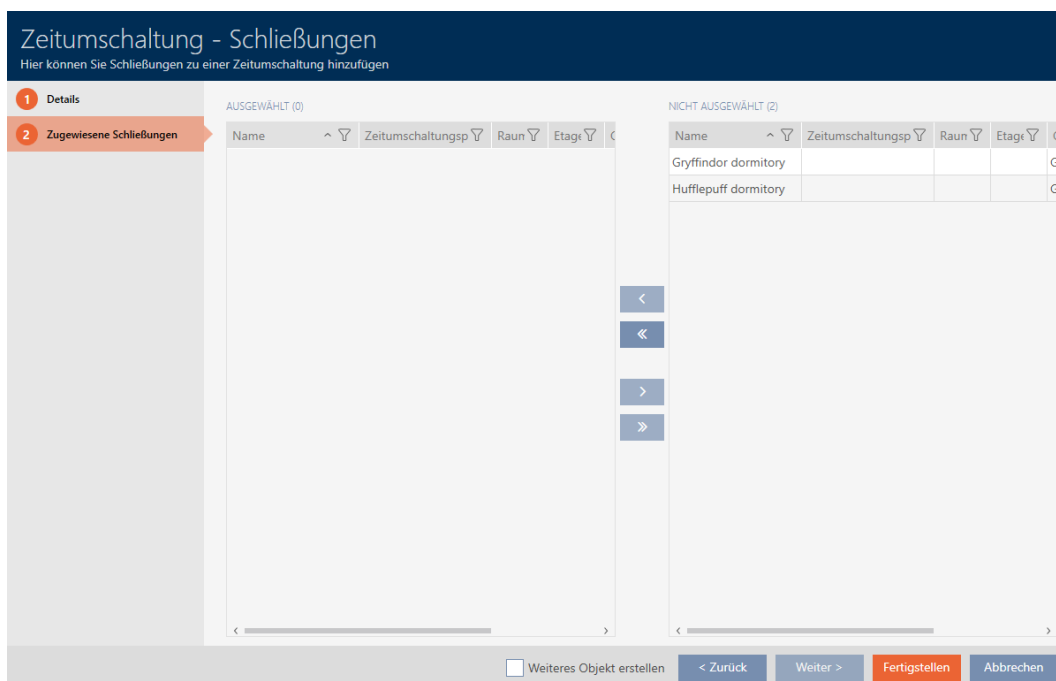 Zeitumschaltung - Schließungen
Hier können Sie Schließungen zu einer Zeitumschaltung hinzufügen
1 Details
2 Zugewiesene Schließungen
AUSGEWÄHLT (0)
Name Zeitumschaltungsp Raum Etage
NICHT AUSGEWÄHLT (2)
Name Zeitumschaltungsp Raum Etage
Gryffindor dormitory
Hufflepuff dormitory
Weiteres Objekt erstellen
< Zurück
Weiter >
Fertigstellen
Abbrechen